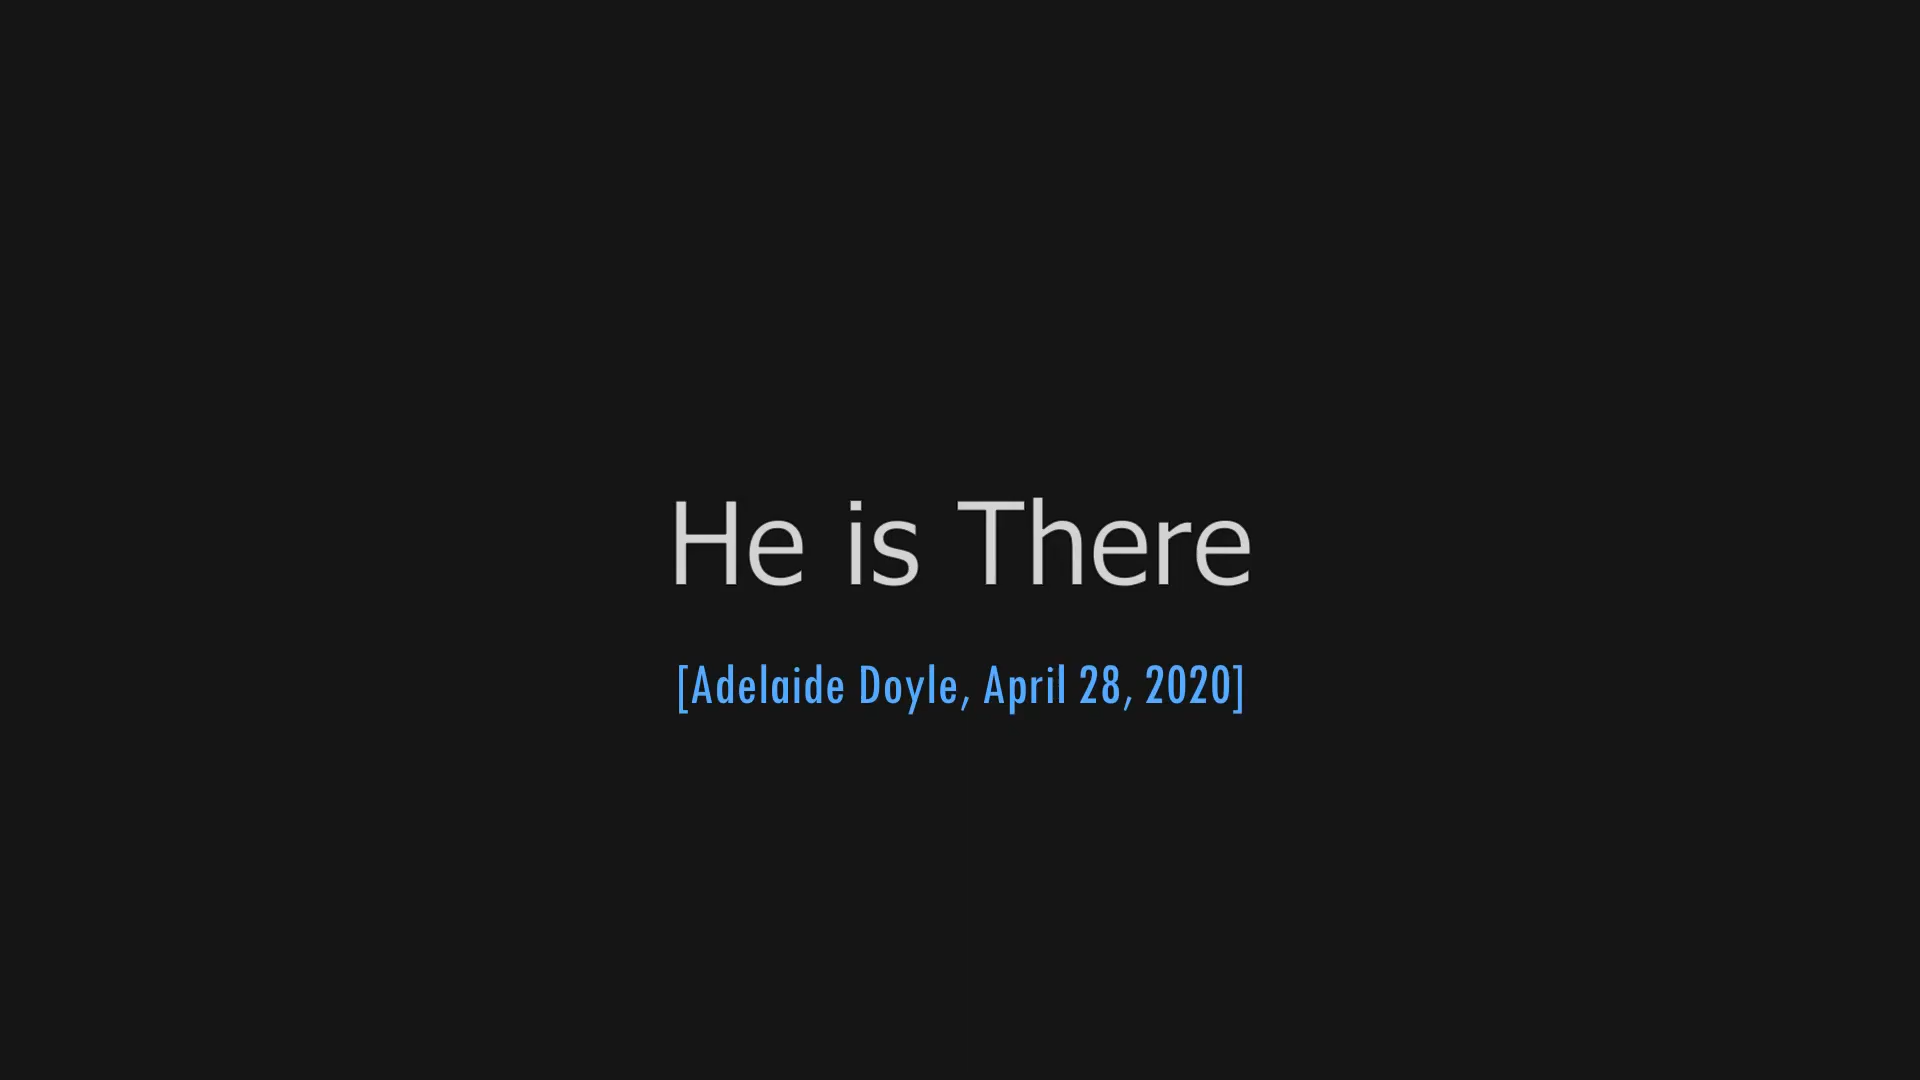 He is There
[Adelaide Doyle, April 28, 2020]